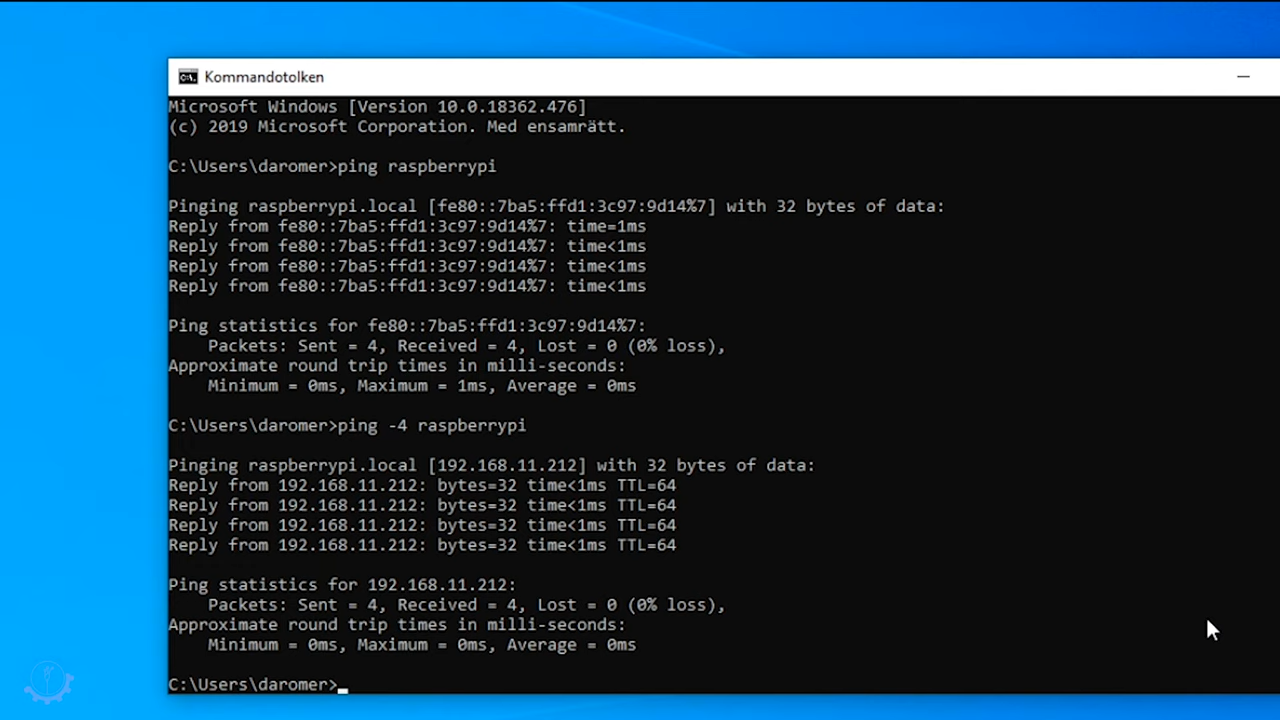 Kommandotolken
Microsoft Windows [Version 10.0.18362.476]
(c) 2019 Microsoft Corporation. Med ensamrätt.
C:\Users\daromer>ping raspberrypi
Pinging raspberrypi.local [fe80::7ba5:ffd1:3c97:9d14%7] with 32 bytes of data:
Reply from fe80::7ba5:ffd1:3c97:9d14%7: time=1ms
Reply from fe80::7ba5:ffd1:3c97:9d14%7: time<1ms
Reply from fe80::7ba5:ffd1:3c97:9d14%7: time<1ms
Reply from fe80::7ba5:ffd1:3c97:9d14%7: time<1ms
Ping statistics for fe80::7ba5:ffd1:3c97:9d14%7:
    Packets: Sent = 4, Received = 4, Lost = 0 (0% loss),
Approximate round trip times in milli-seconds:
    Minimum = 0ms, Maximum = 1ms, Average = 0ms
C:\Users\daromer>ping -4 raspberrypi
Pinging raspberrypi.local [192.168.11.212] with 32 bytes of data:
Reply from 192.168.11.212: bytes=32 time<1ms TTL=64
Reply from 192.168.11.212: bytes=32 time<1ms TTL=64
Reply from 192.168.11.212: bytes=32 time<1ms TTL=64
Reply from 192.168.11.212: bytes=32 time<1ms TTL=64
Ping statistics for 192.168.11.212:
    Packets: Sent = 4, Received = 4, Lost = 0 (0% loss),
Approximate round trip times in milli-seconds:
    Minimum = 0ms, Maximum = 0ms, Average = 0ms
C:\Users\daromer>